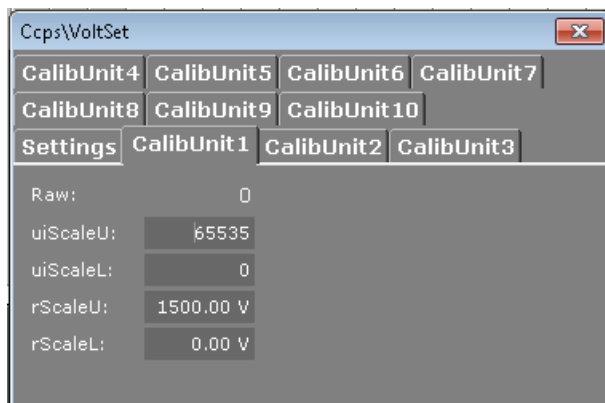 Ccps\VoltSet
CalibUnit4 CalibUnit5 CalibUnit6 CalibUnit7
CalibUnit8 CalibUnit9 CalibUnit10
Settings CalibUnit1 CalibUnit2 CalibUnit3
Raw: 0
uiScaleU: 65535
uiScaleL: 0
rScaleU: 1500.00 V
rScaleL: 0.00 V